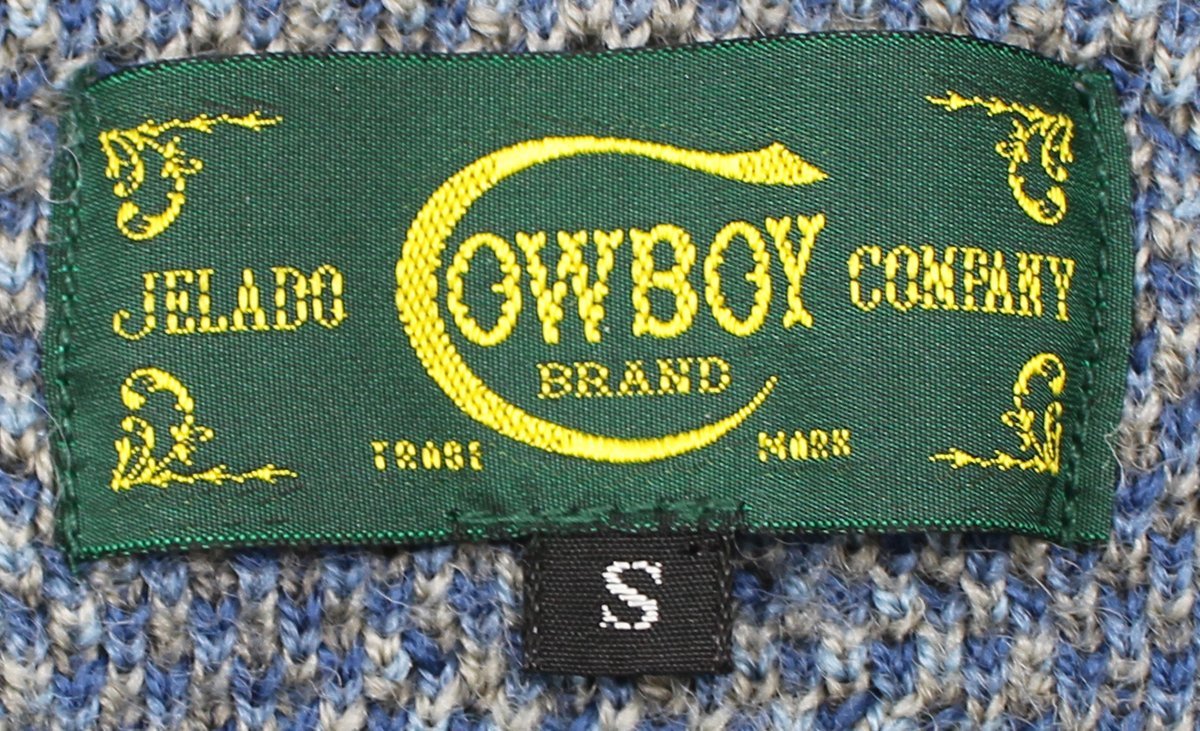 JELADO COWBOY COMPANY
BRAND
TRADE MARK
S